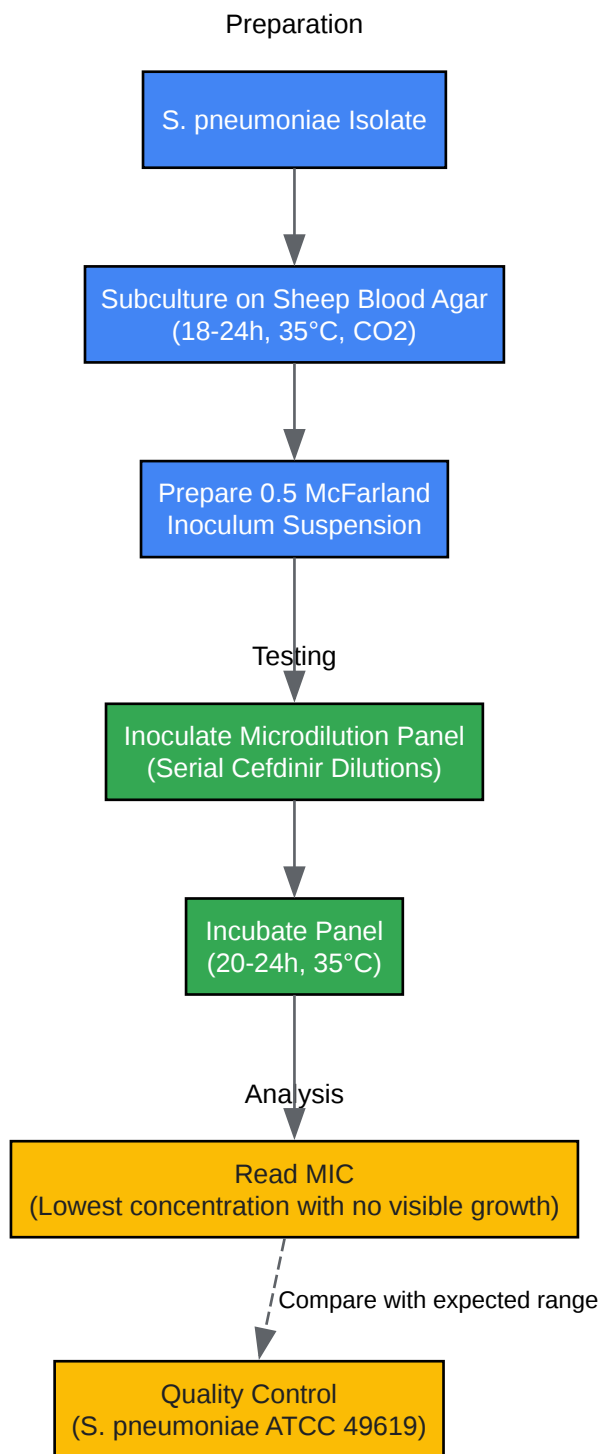 Preparation
S. pneumoniae Isolate
Subculture on Sheep Blood Agar
(18-24h, 35°C, CO2)
Prepare 0.5 McFarland
Inoculum Suspension
Testing
Inoculate Microdilution Panel
(Serial Cefdinir Dilutions)
Incubate Panel
(20-24h, 35°C)
Analysis
Read MIC
(Lowest concentration with no visible growth)
Compare with expected range
Quality Control
(S. pneumoniae ATCC 49619)